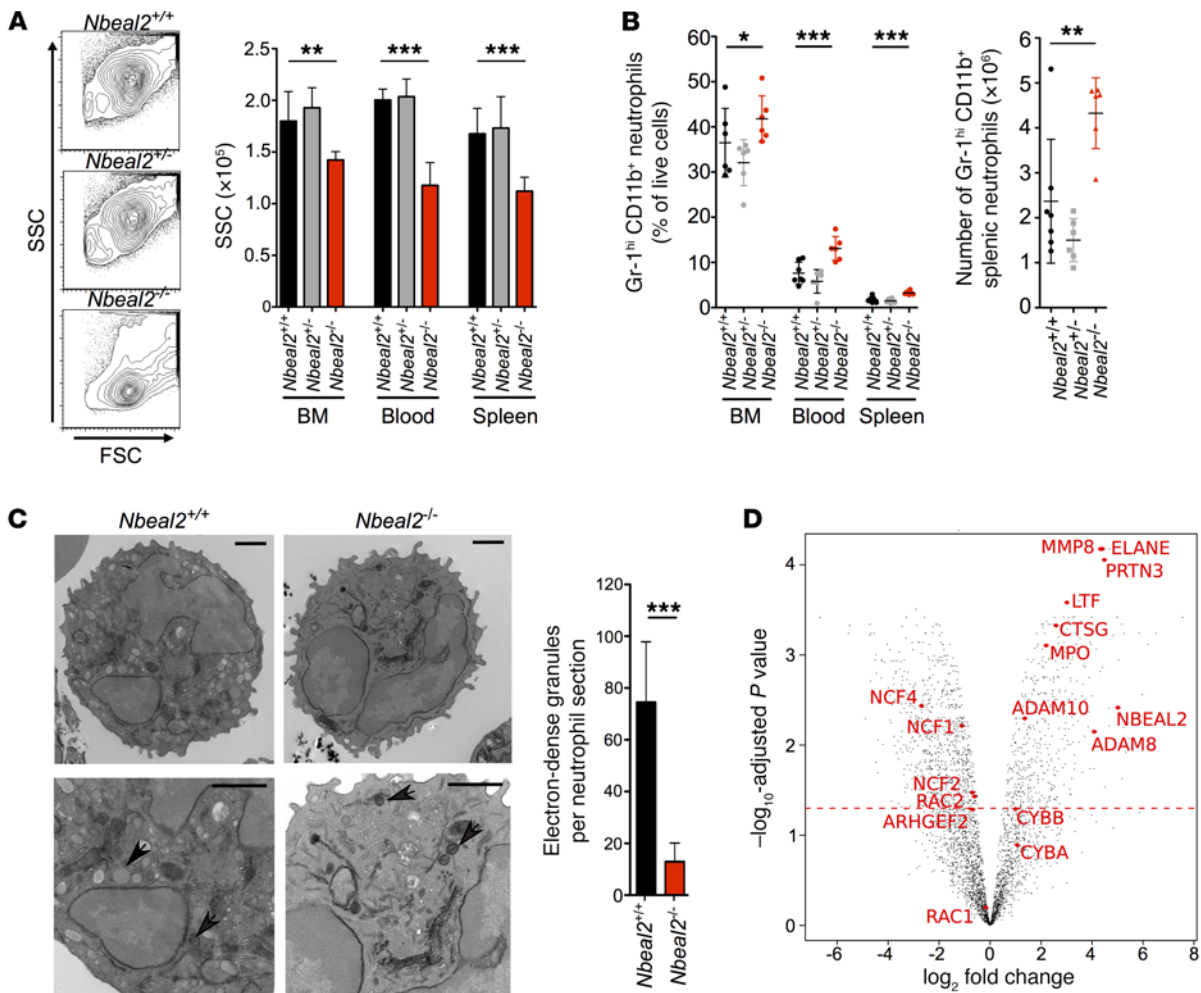 A
Nbeal2+/+
Nbeal2+/-
Nbeal2-/-
SSC
FSC
SSC (×10⁵)
2.5
2.0
1.5
1.0
0.5
0
**
***
***
Nbeal2+/+
Nbeal2+/-
Nbeal2-/-
Nbeal2+/+
Nbeal2+/-
Nbeal2-/-
Nbeal2+/+
Nbeal2+/-
Nbeal2-/-
BM
Blood
Spleen
B
Gr-1hi CD11b+ neutrophils
(% of live cells)
60
50
40
30
20
10
0
*
***
***
Nbeal2+/+
Nbeal2+/-
Nbeal2-/-
Nbeal2+/+
Nbeal2+/-
Nbeal2-/-
Nbeal2+/+
Nbeal2+/-
Nbeal2-/-
BM
Blood
Spleen
Number of Gr-1hi CD11b+
splenic neutrophils (×10⁶)
6
5
4
3
2
1
0
**
Nbeal2+/+
Nbeal2+/-
Nbeal2-/-
C
Nbeal2+/+
Nbeal2-/-
Electron-dense granules
per neutrophil section
120
100
80
60
40
20
0
***
Nbeal2+/+
Nbeal2-/-
D
–log10-adjusted P value
4
3
2
1
0
MMP8
ELANE
PRTN3
LTF
CTSG
MPO
NCF4
ADAM10
NBEAL2
NCF1
ADAM8
NCF2
RAC2
ARHGEF2
CYBB
CYBA
RAC1
-6
-4
-2
0
2
4
6
8
log2 fold change